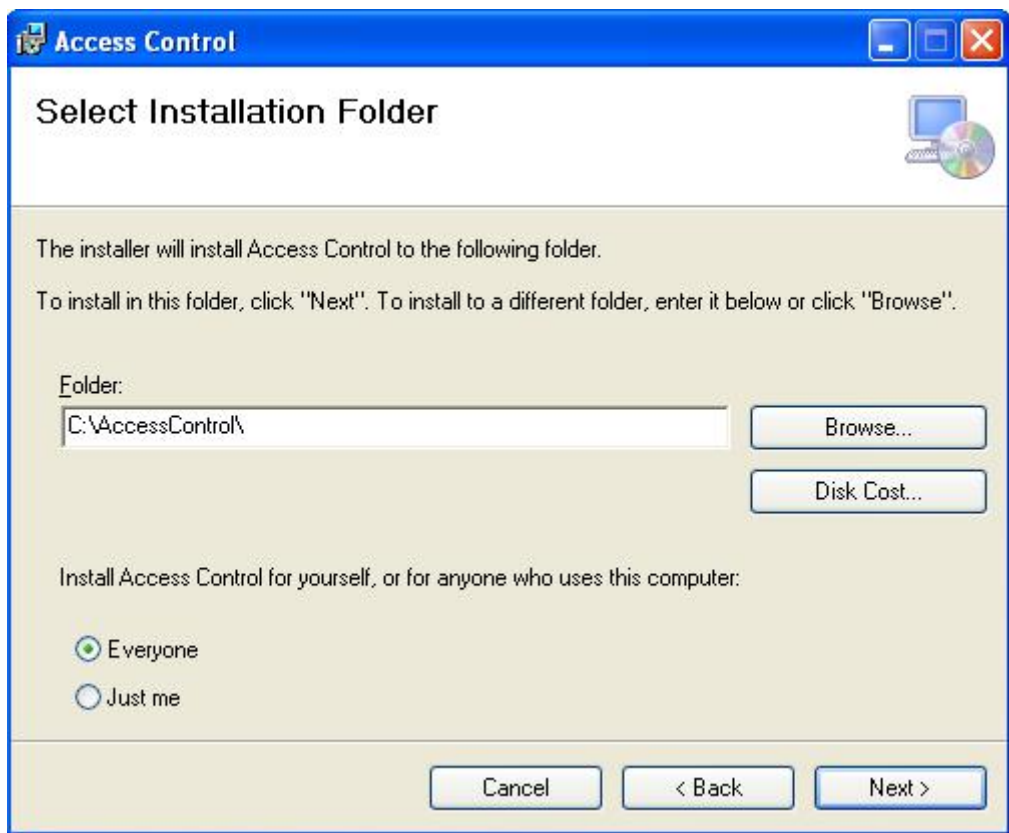 Access Control
Select Installation Folder
The installer will install Access Control to the following folder.
To install in this folder, click "Next". To install to a different folder, enter it below or click "Browse".
Folder:
C:\AccessControl\
Browse...
Disk Cost...
Install Access Control for yourself, or for anyone who uses this computer:
Everyone
Just me
Cancel
< Back
Next >